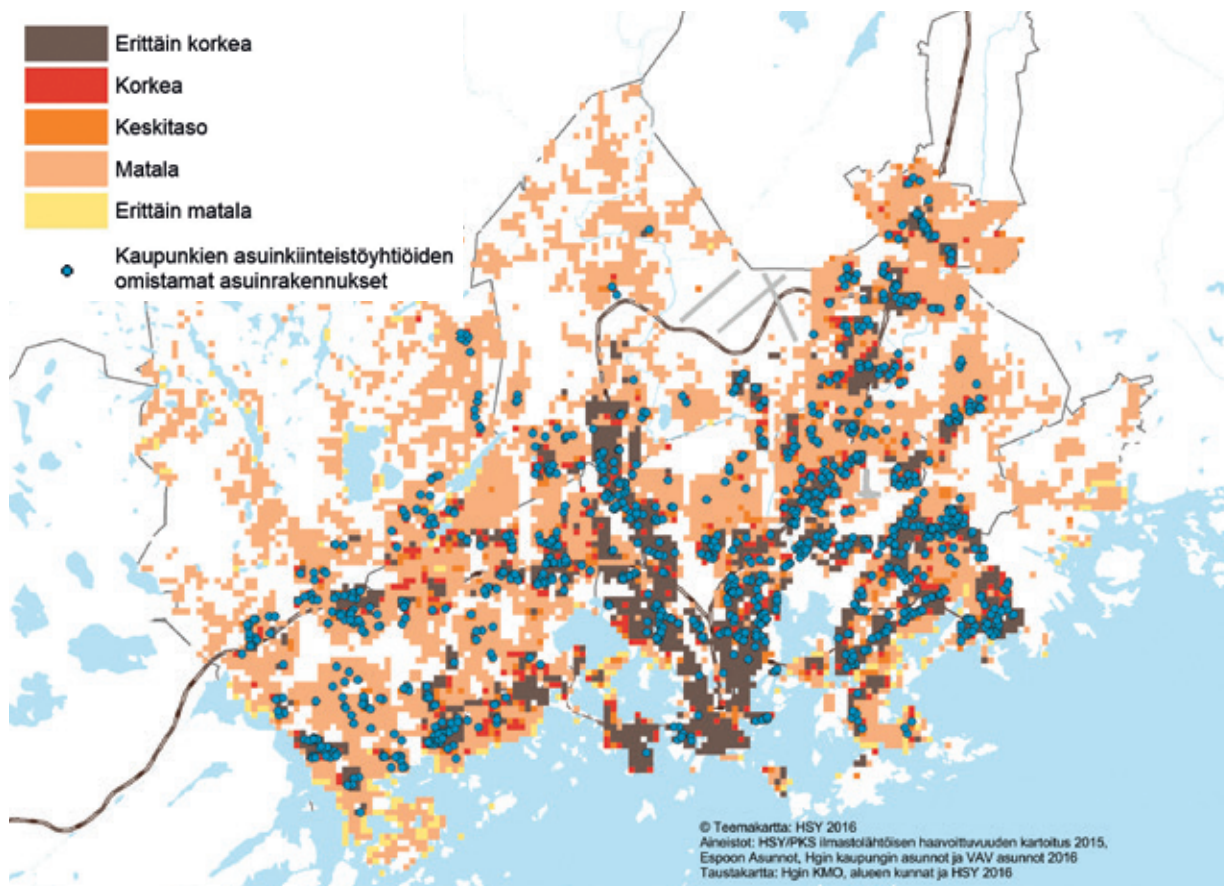 Erittäin korkea
Korkea
Keskitaso
Matala
Erittäin matala
Kaupunkien asuinkiinteistöyhtiöiden
omistamat asuinrakennukset
© Teemakartta: HSY 2016
Aineistot: HSY/PKS ilmastolähtöisen haavoittuvuuden kartoitus 2015,
Espoon Asunnot, Hgin kaupungin asunnot ja VAV asunnot 2016
Taustakartta: Hgin KMO, alueen kunnat ja HSY 2016